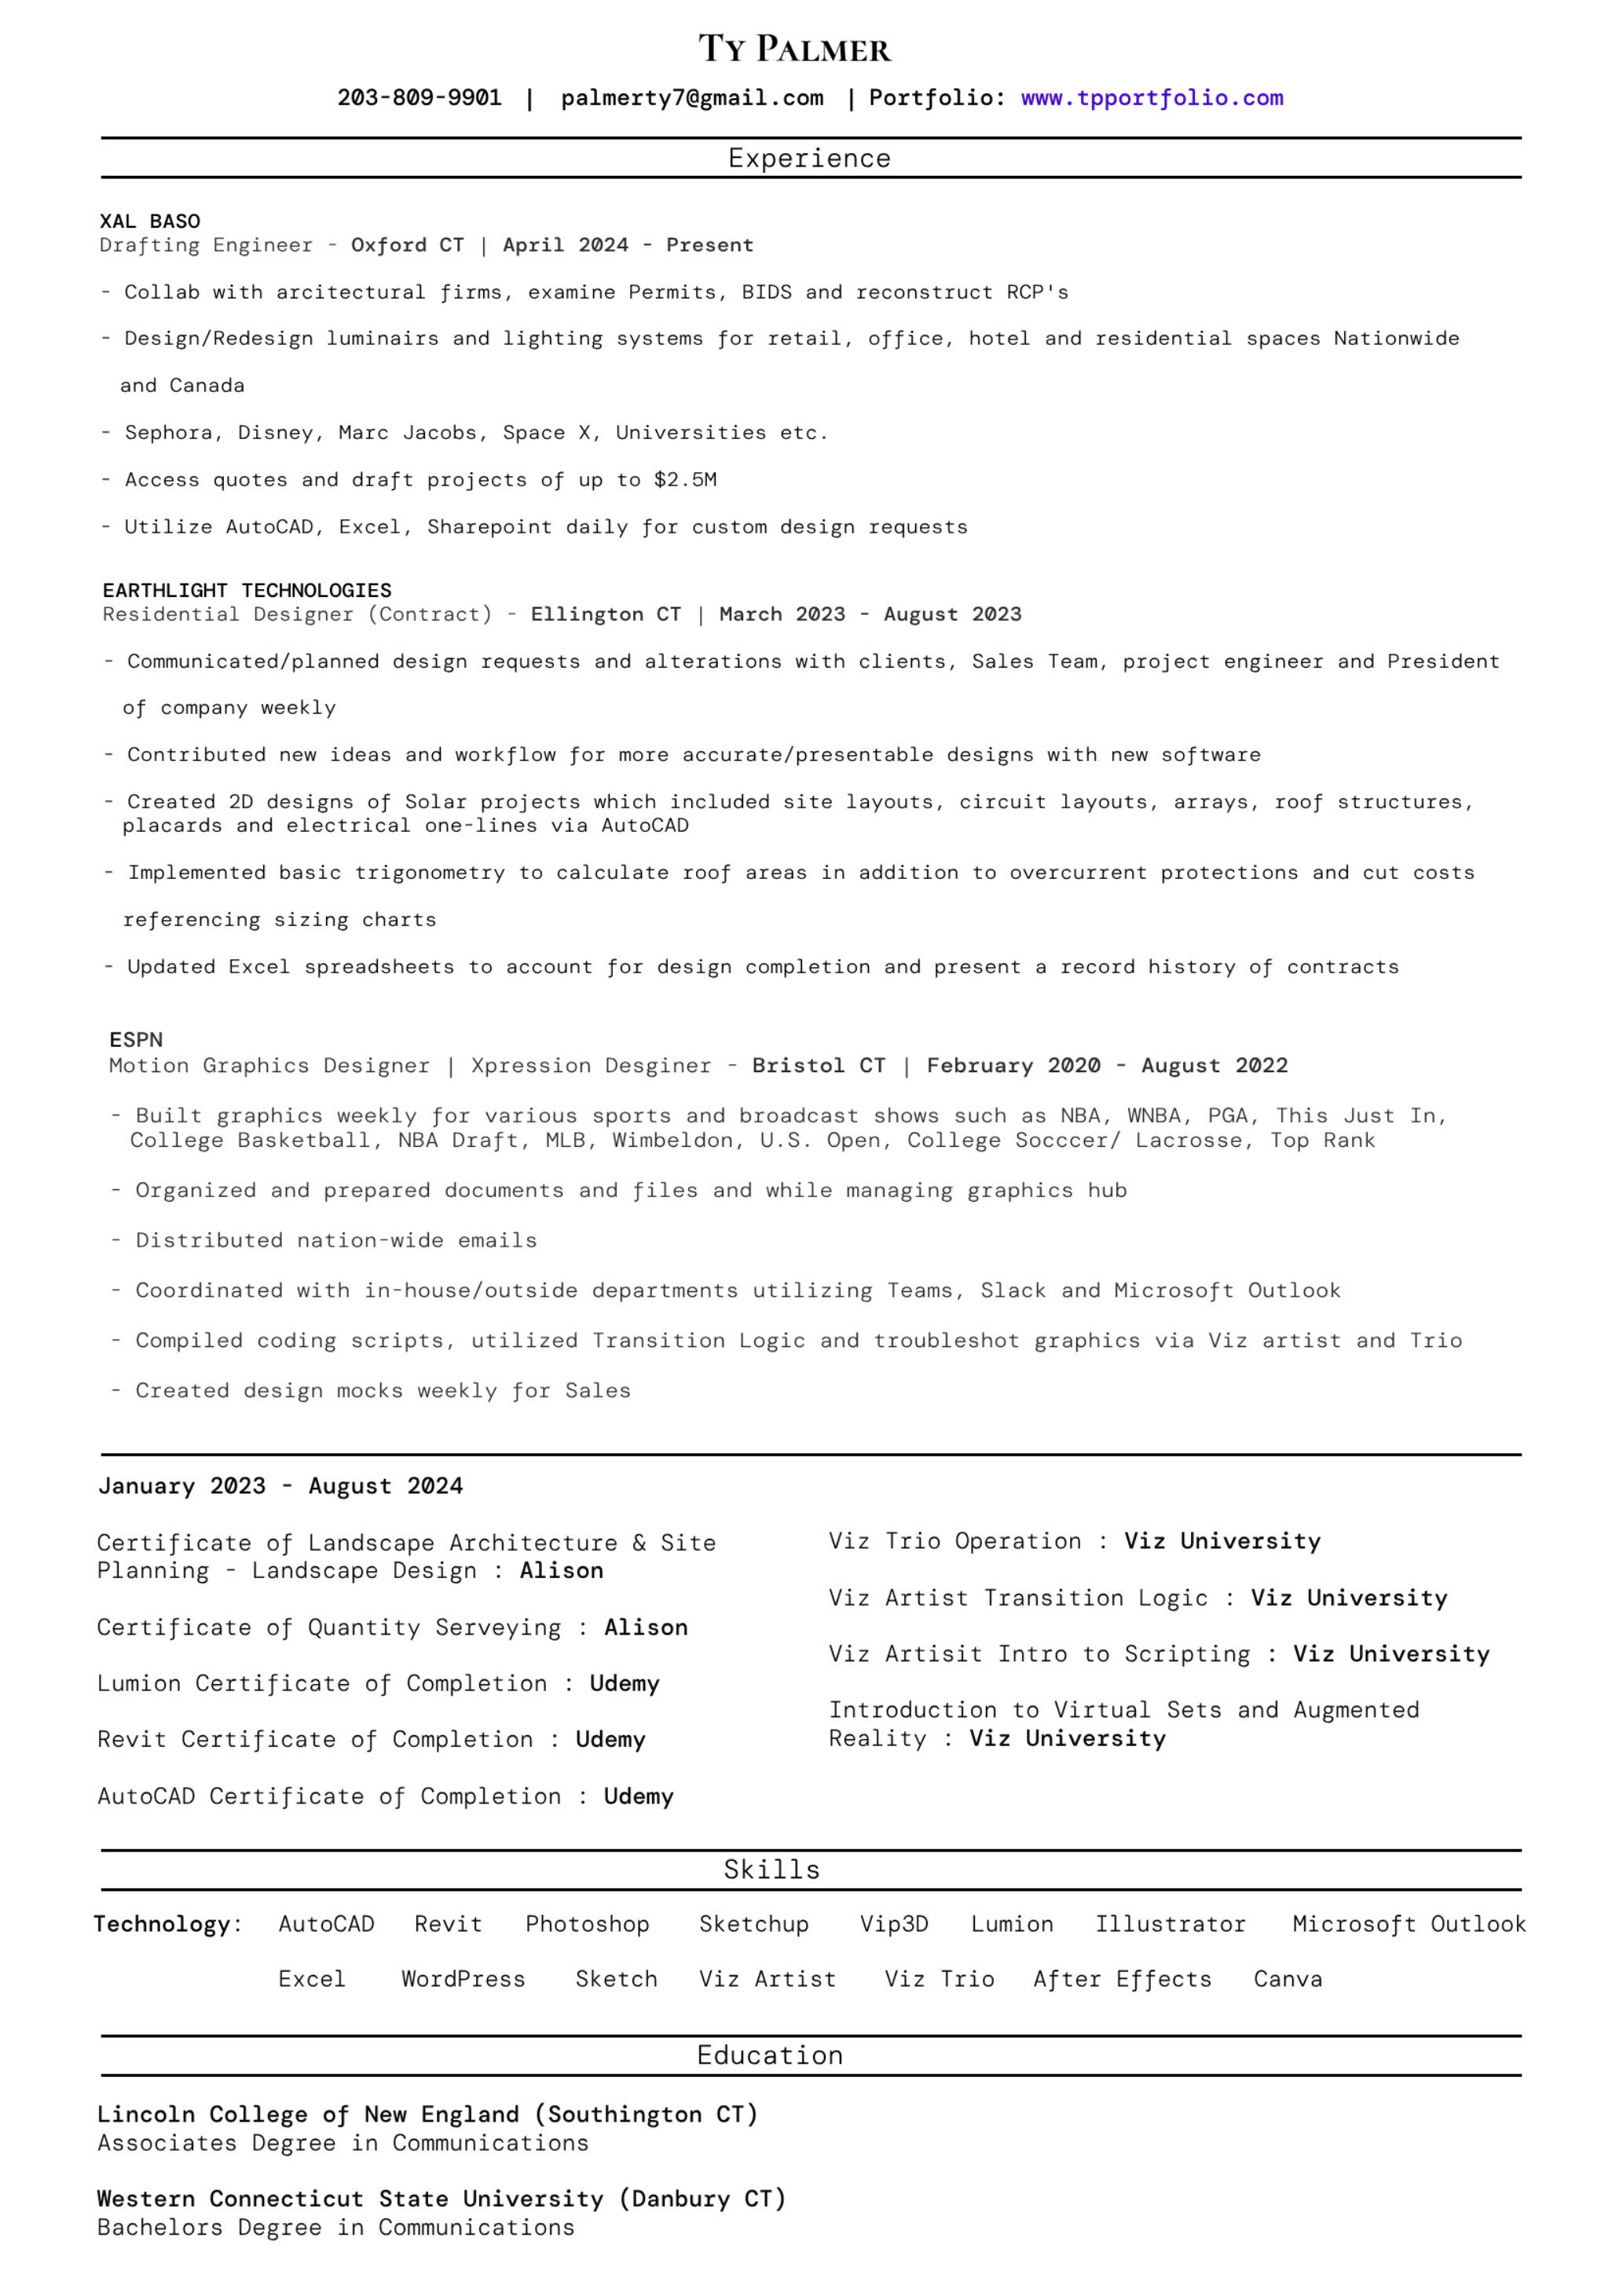 Ty Palmer
203-809-9901 | palmerty7@gmail.com | Portfolio: www.tpportfolio.com
Experience
XAL BASO
Drafting Engineer - Oxford CT | April 2024 - Present
- Collab with arcitectural firms, examine Permits, BIDS and reconstruct RCP's
- Design/Redesign luminairs and lighting systems for retail, office, hotel and residential spaces Nationwide
and Canada
- Sephora, Disney, Marc Jacobs, Space X, Universities etc.
- Access quotes and draft projects of up to $2.5M
- Utilize AutoCAD, Excel, Sharepoint daily for custom design requests
EARTHLIGHT TECHNOLOGIES
Residential Designer (Contract) - Ellington CT | March 2023 - August 2023
- Communicated/planned design requests and alterations with clients, Sales Team, project engineer and President
of company weekly
- Contributed new ideas and workflow for more accurate/presentable designs with new software
- Created 2D designs of Solar projects which included site layouts, circuit layouts, arrays, roof structures,
placards and electrical one-lines via AutoCAD
- Implemented basic trigonometry to calculate roof areas in addition to overcurrent protections and cut costs
referencing sizing charts
- Updated Excel spreadsheets to account for design completion and present a record history of contracts
ESPN
Motion Graphics Designer | Xpression Desginer - Bristol CT | February 2020 - August 2022
- Built graphics weekly for various sports and broadcast shows such as NBA, WNBA, PGA, This Just In,
College Basketball, NBA Draft, MLB, Wimbeldon, U.S. Open, College Socccer/ Lacrosse, Top Rank
- Organized and prepared documents and files and while managing graphics hub
- Distributed nation-wide emails
- Coordinated with in-house/outside departments utilizing Teams, Slack and Microsoft Outlook
- Compiled coding scripts, utilized Transition Logic and troubleshot graphics via Viz artist and Trio
- Created design mocks weekly for Sales
January 2023 - August 2024
Certificate of Landscape Architecture & Site
Planning - Landscape Design : Alison
Certificate of Quantity Serveying : Alison
Lumion Certificate of Completion : Udemy
Revit Certificate of Completion : Udemy
AutoCAD Certificate of Completion : Udemy
Viz Trio Operation : Viz University
Viz Artist Transition Logic : Viz University
Viz Artisit Intro to Scripting : Viz University
Introduction to Virtual Sets and Augmented
Reality : Viz University
Skills
Technology: AutoCAD Revit Photoshop Sketchup Vip3D Lumion Illustrator Microsoft Outlook
Excel WordPress Sketch Viz Artist Viz Trio After Effects Canva
Education
Lincoln College of New England (Southington CT)
Associates Degree in Communications
Western Connecticut State University (Danbury CT)
Bachelors Degree in Communications